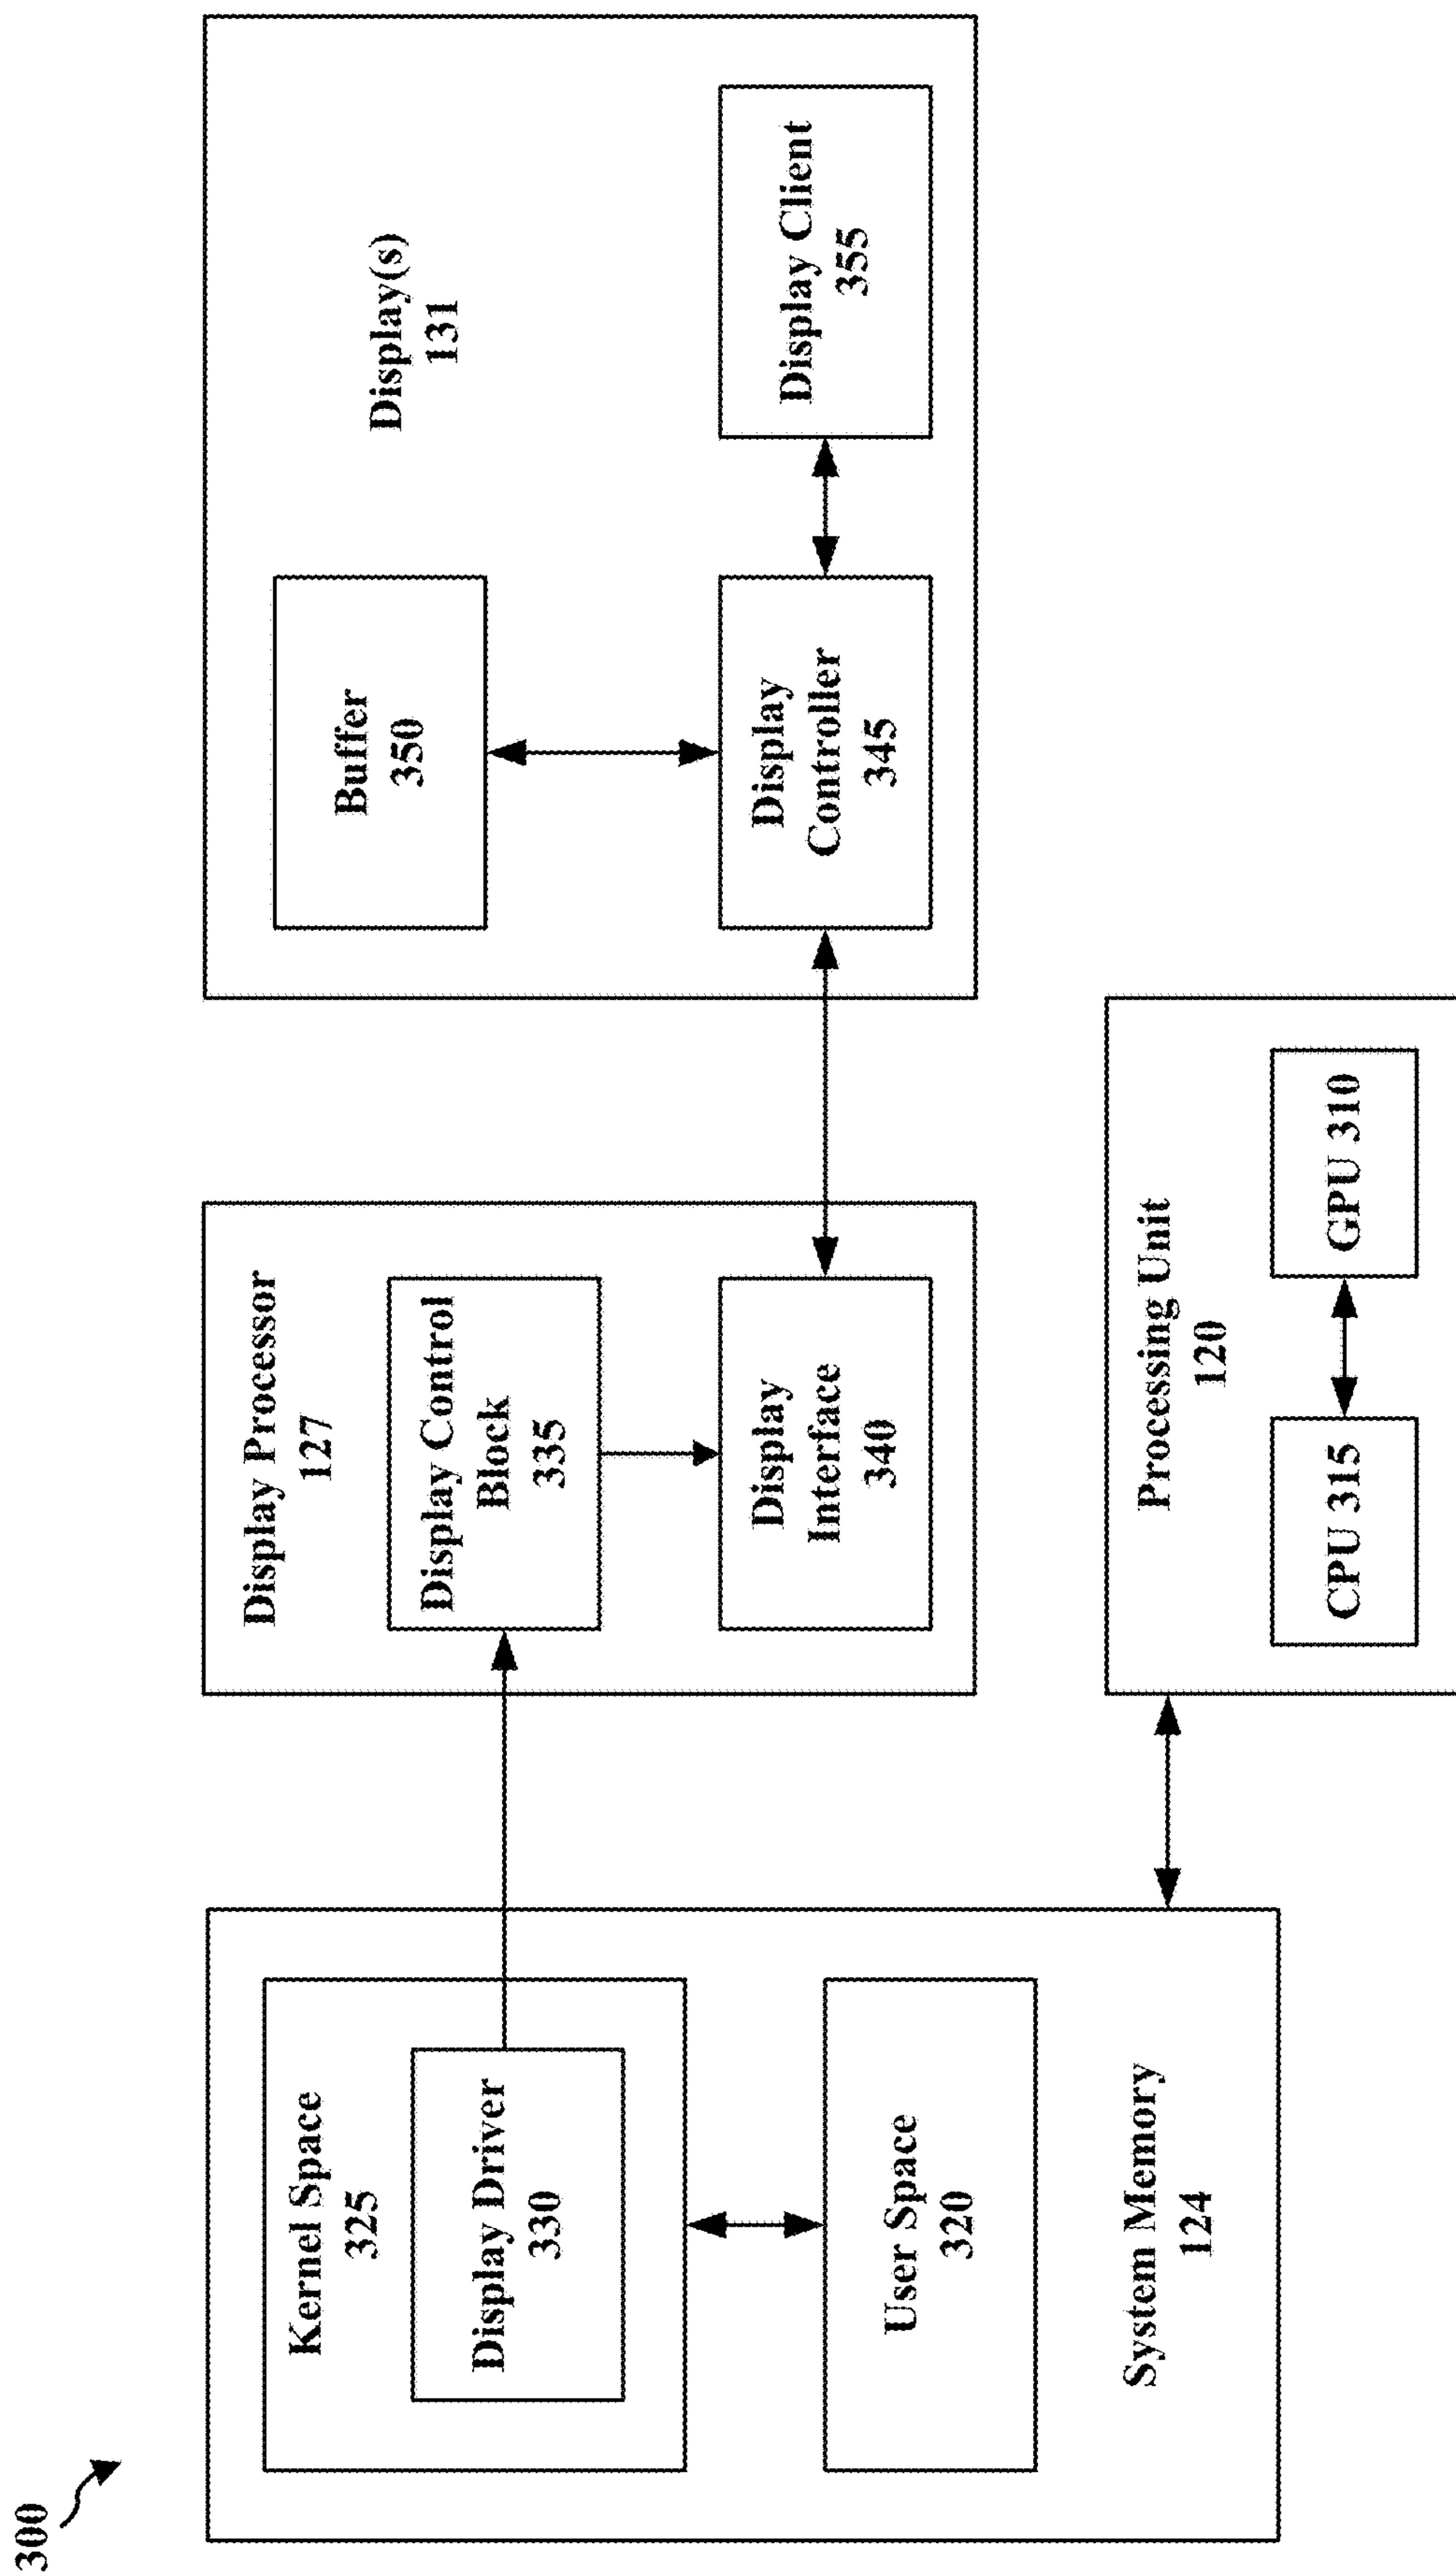 300
Kernel Space
325
Display Driver
330
User Space
320
System Memory
124
Display Processor
127
Display Control
Block
335
Display
Interface
340
Display(s)
131
Buffer
350
Display
Controller
345
Display Client
355
Processing Unit
120
CPU 315
GPU 310